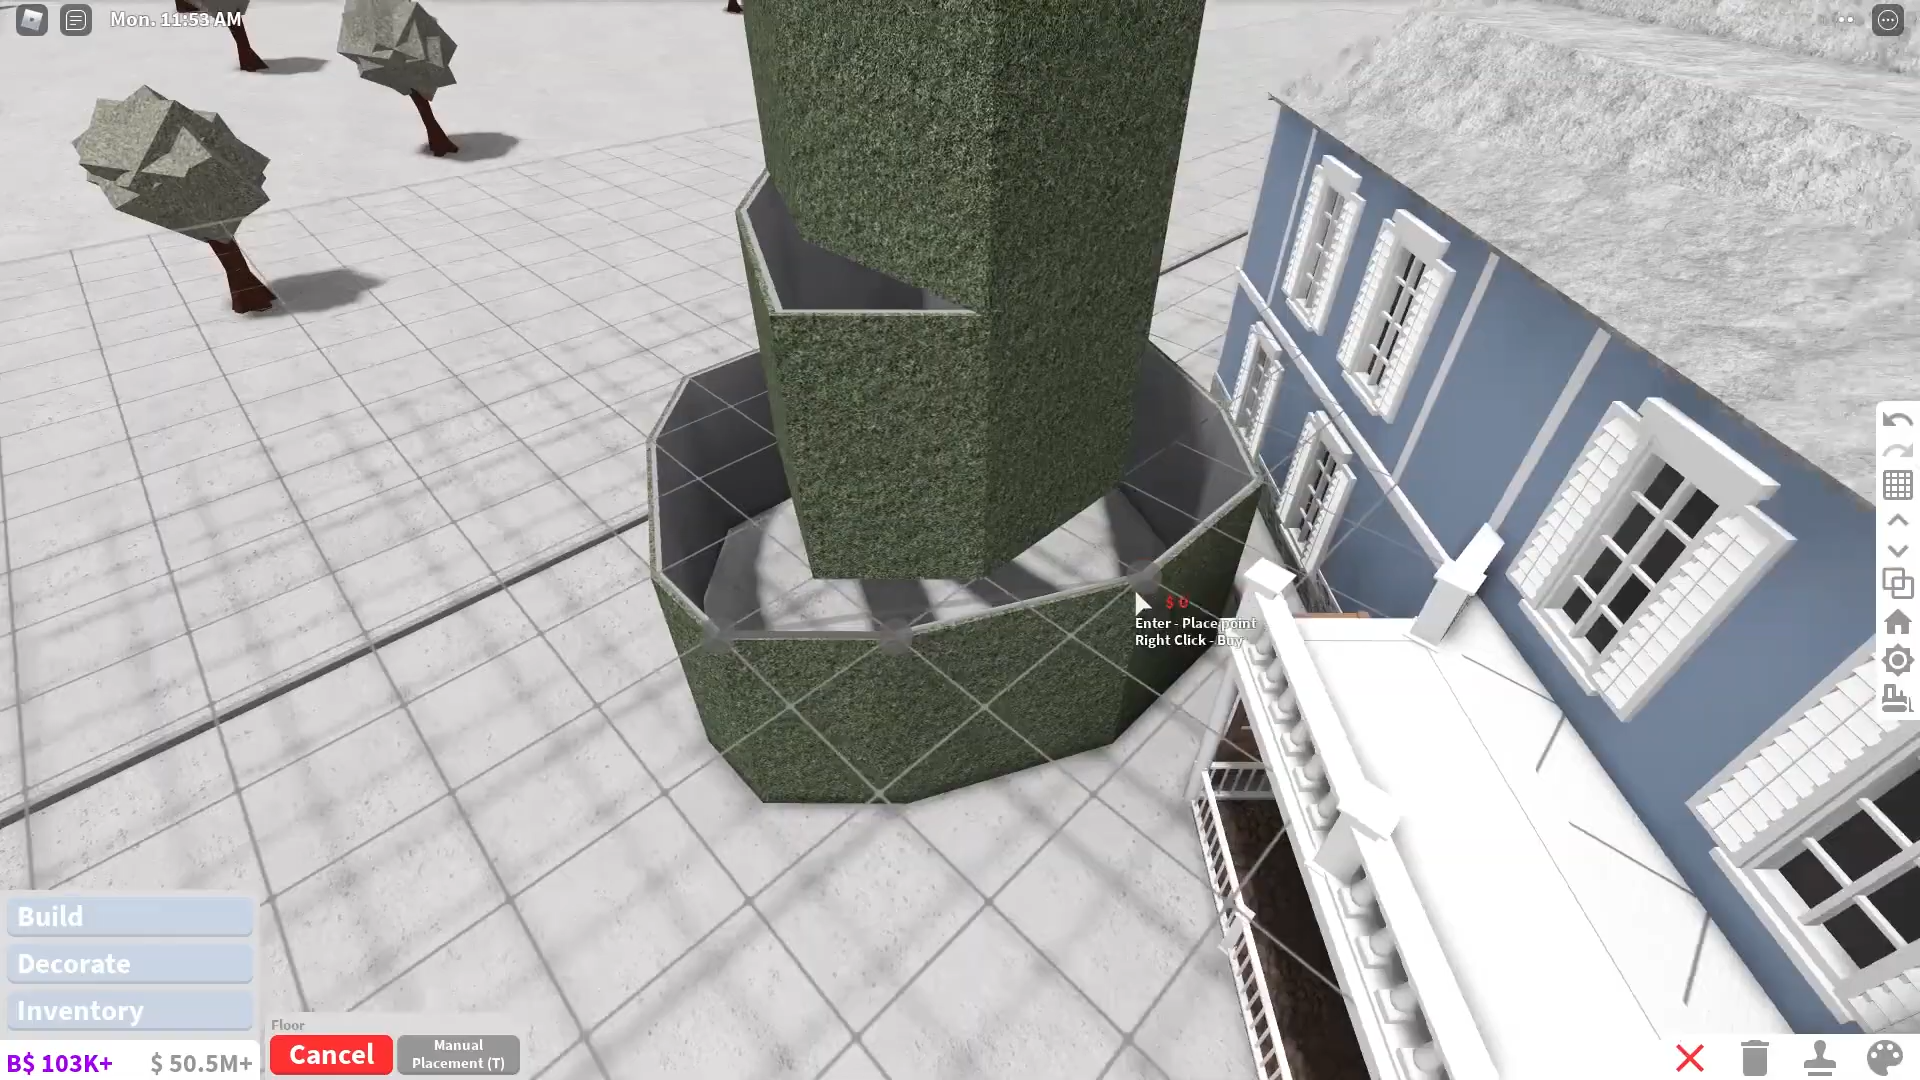 Mon. 11:53 AM
$ 0
Enter - Place point
Right Click - Buy
Build
Decorate
Inventory
B$ 103K+
$ 50.5M+
Floor
Cancel
Manual
Placement (T)